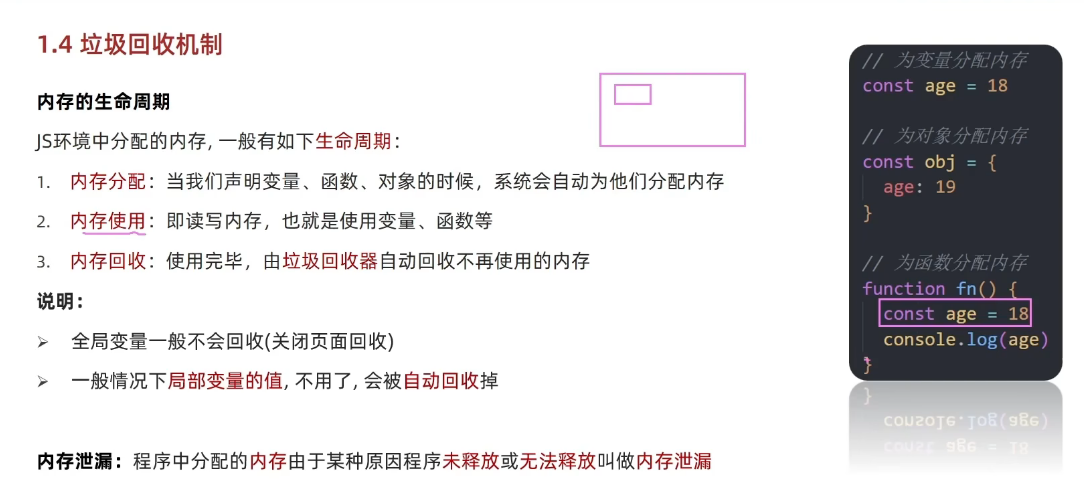 1.4 垃圾回收机制
内存的生命周期
JS环境中分配的内存, 一般有如下生命周期：
1. 内存分配：当我们声明变量、函数、对象的时候，系统会自动为他们分配内存
2. 内存使用：即读写内存，也就是使用变量、函数等
3. 内存回收：使用完毕，由垃圾回收器自动回收不再使用的内存
说明：
➢ 全局变量一般不会回收(关闭页面回收)
➢ 一般情况下局部变量的值, 不用了, 会被自动回收掉
内存泄漏：程序中分配的内存由于某种原因程序未释放或无法释放叫做内存泄漏
// 为变量分配内存
const age = 18
// 为对象分配内存
const obj = {
age: 19
}
// 为函数分配内存
function fn() {
const age = 18
console.log(age)
}